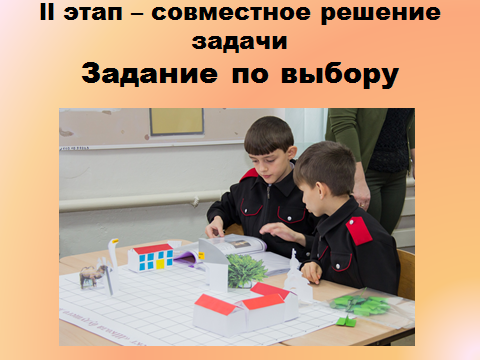 II этап – совместное решение
задачи
Задание по выбору